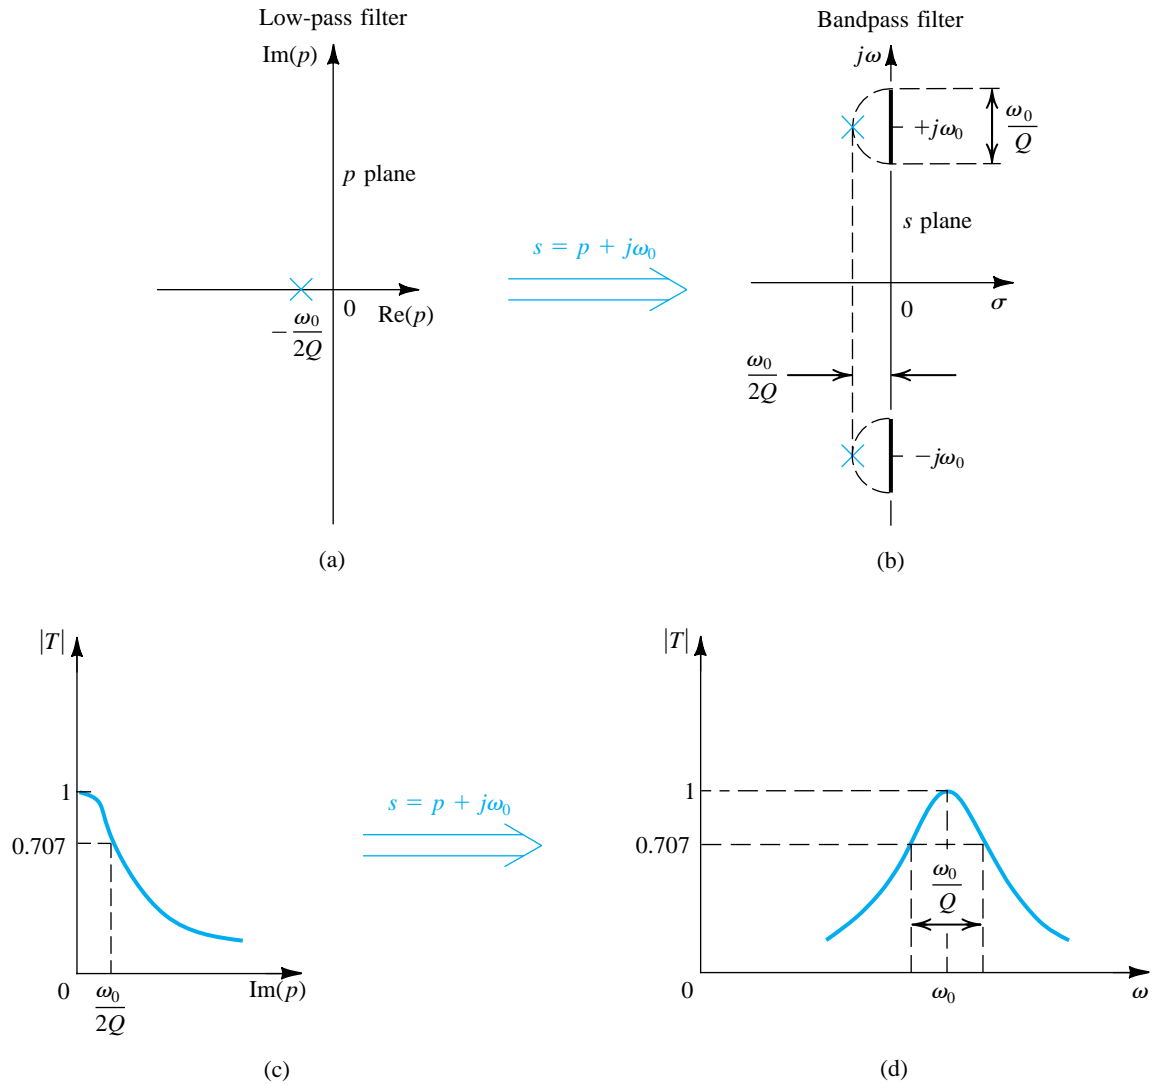 Low-pass filter
Im(p)
p plane
0
Re(p)
− ω₀/2Q
(a)
s = p + jω₀
Bandpass filter
jω
+jω₀
ω₀/Q
s plane
0
σ
ω₀/2Q
−jω₀
(b)
|T|
1
0.707
0
ω₀/2Q
Im(p)
(c)
s = p + jω₀
|T|
1
0.707
ω₀/Q
0
ω₀
ω
(d)